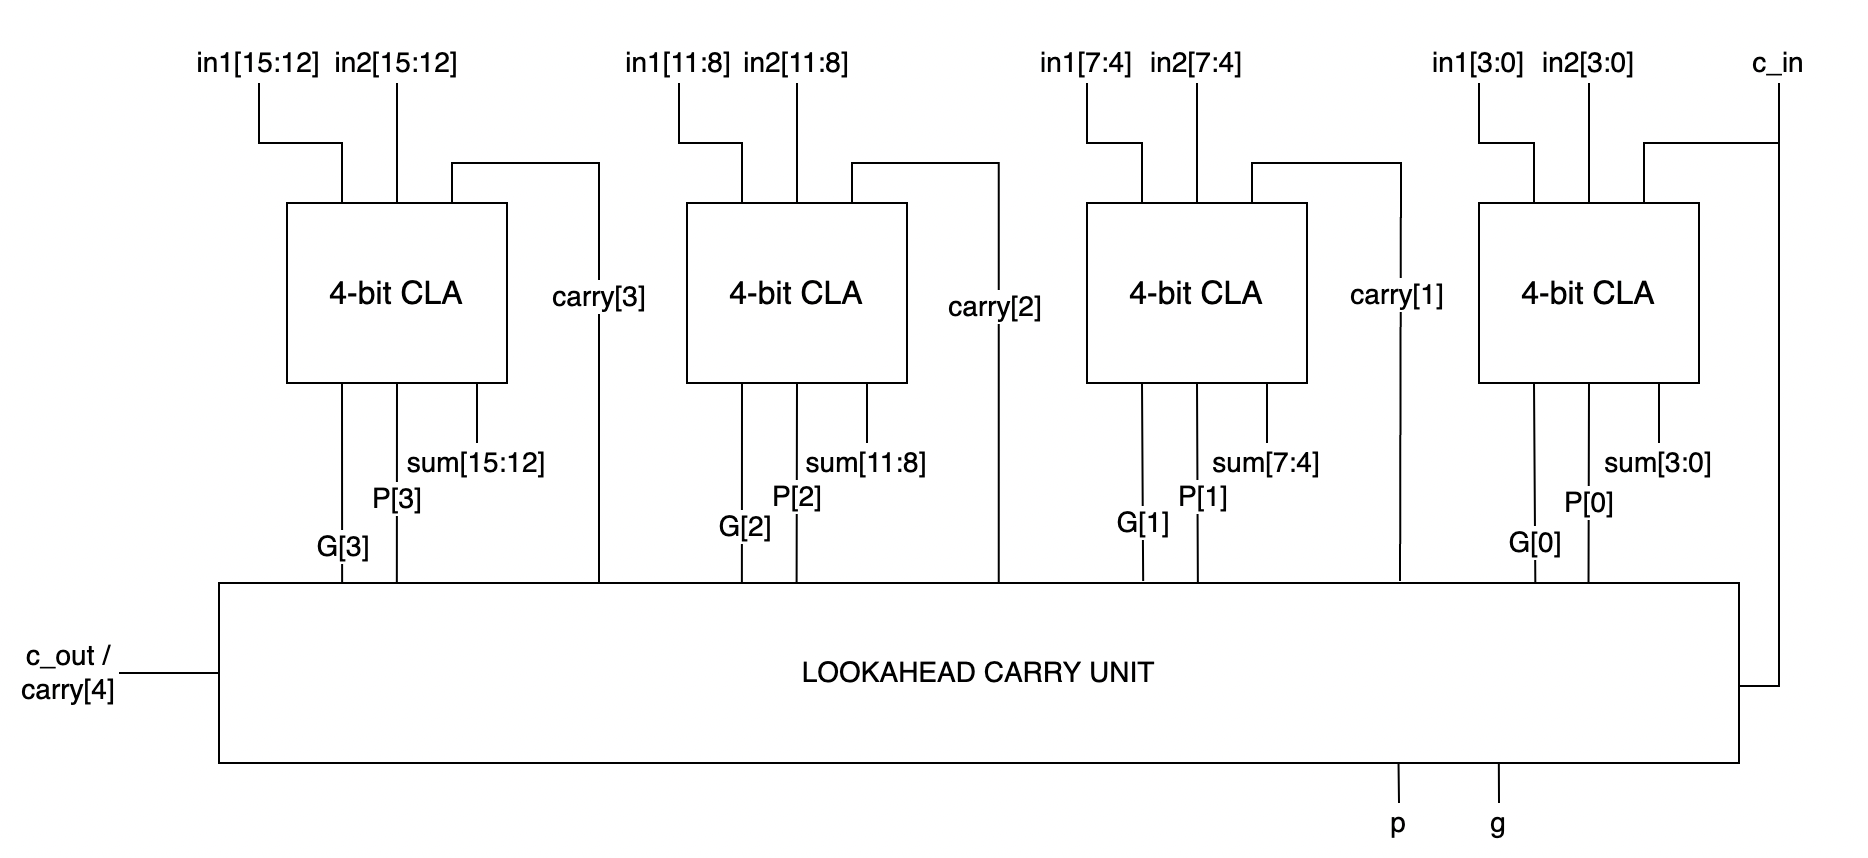 in1[15:12] in2[15:12] in1[11:8] in2[11:8] in1[7:4] in2[7:4] in1[3:0] in2[3:0] c_in
4-bit CLA 4-bit CLA 4-bit CLA 4-bit CLA
carry[3] carry[2] carry[1]
sum[15:12] sum[11:8] sum[7:4] sum[3:0]
P[3] P[2] P[1] P[0]
G[3] G[2] G[1] G[0]
c_out /
carry[4]
LOOKAHEAD CARRY UNIT
p g